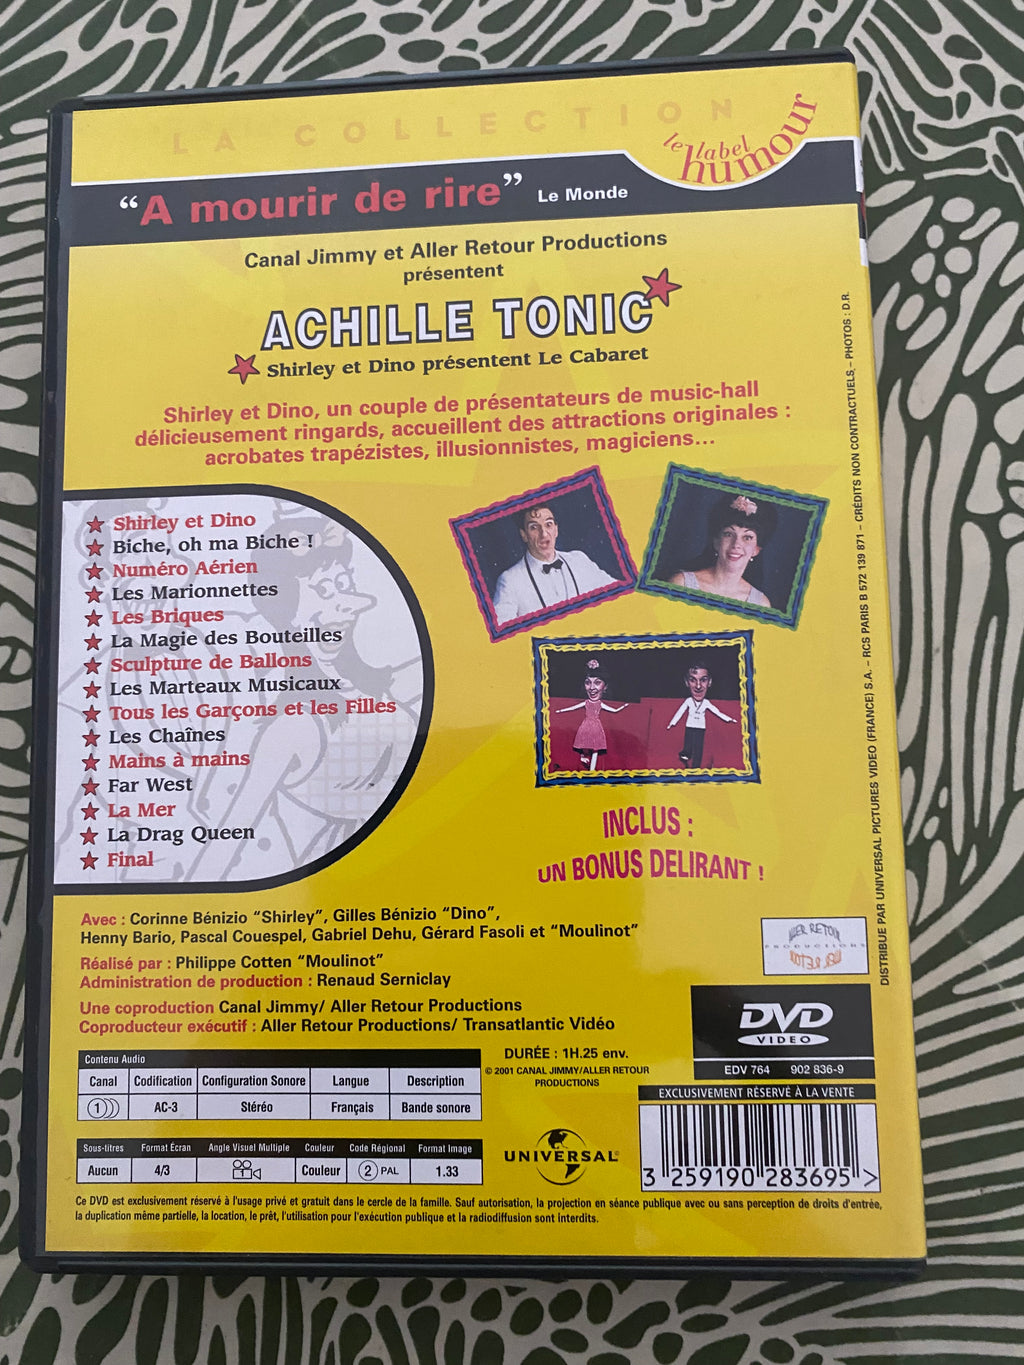 LA COLLECTION
le label
humour
“A mourir de rire” Le Monde
Canal Jimmy et Aller Retour Productions
présentent
ACHILLE TONIC
Shirley et Dino présentent Le Cabaret
Shirley et Dino, un couple de présentateurs de music-hall
délicieusement ringards, accueillent des attractions originales :
acrobates trapézistes, illusionnistes, magiciens...
Shirley et Dino
Biche, oh ma Biche !
Numéro Aérien
Les Marionnettes
Les Briques
La Magie des Bouteilles
Sculpture de Ballons
Les Marteaux Musicaux
Tous les Garçons et les Filles
Les Chaînes
Mains à mains
Far West
La Mer
La Drag Queen
Final
INCLUS :
UN BONUS DELIRANT !
Avec : Corinne Bénizio “Shirley”, Gilles Bénizio “Dino”,
Henny Bario, Pascal Couespel, Gabriel Dehu, Gérard Fasoli et “Moulinot”
Réalisé par : Philippe Cotten “Moulinot”
Administration de production : Renaud Serniclay
Une coproduction Canal Jimmy/ Aller Retour Productions
Coproducteur exécutif : Aller Retour Productions/ Transatlantic Vidéo
ALLER RETOUR
PRODUCTIONS
ALLER RETOUR
DISTRIBUE PAR UNIVERSAL PICTURES VIDEO (FRANCE) S.A. – RCS PARIS B 572 139 871 – CRÉDITS NON CONTRACTUELS – PHOTOS : D.R.
Contenu Audio
Canal Codification Configuration Sonore Langue Description
1 AC-3 Stéréo Français Bande sonore
Sous-titres Format Écran Angle Visuel Multiple Couleur Code Régional Format Image
Aucun 4/3 1 Couleur 2 PAL 1.33
DURÉE : 1H.25 env.
© 2001 CANAL JIMMY/ALLER RETOUR
PRODUCTIONS
UNIVERSAL
DVD
VIDEO
EDV 764 902 836-9
EXCLUSIVEMENT RÉSERVÉ À LA VENTE
3 259190 283695 >
Ce DVD est exclusivement réservé à l'usage privé et gratuit dans le cercle de la famille. Sauf autorisation, la projection en séance publique avec ou sans perception de droits d'entrée,
la duplication même partielle, la location, le prêt, l'utilisation pour l'exécution publique et la radiodiffusion sont interdits.